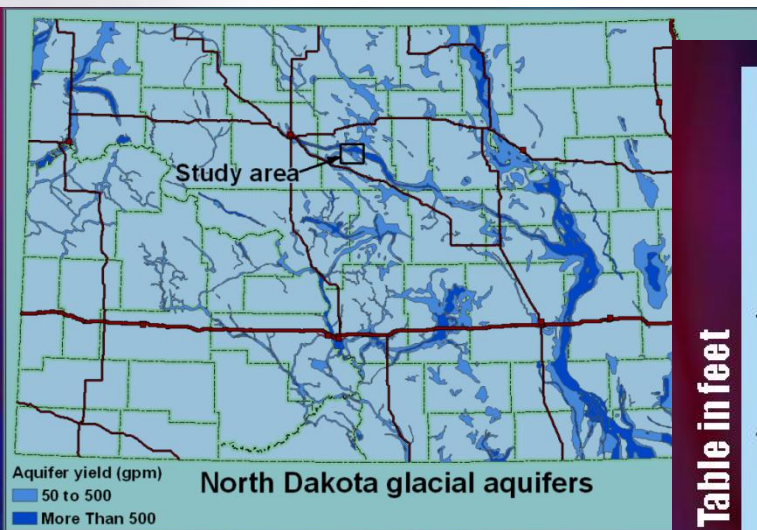 Study area
Aquifer yield (gpm)
50 to 500
More Than 500
North Dakota glacial aquifers
Table in feet